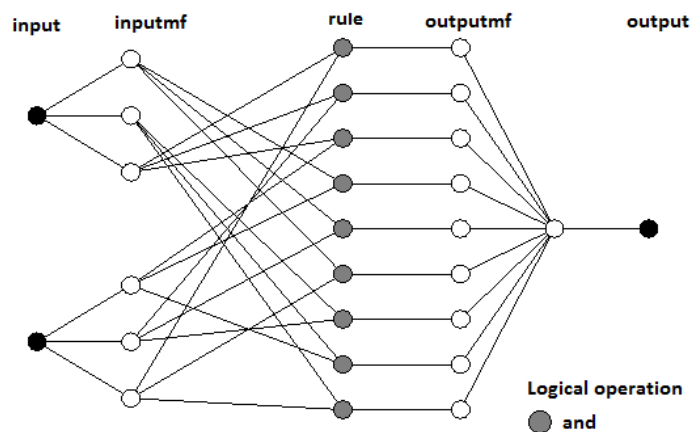 input
inputmf
rule
outputmf
output
Logical operation
and